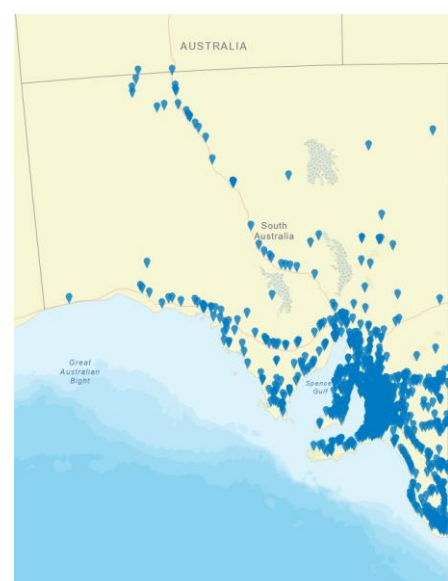 AUSTRALIA
South
Australia
Great
Australian
Bight
Spencer
Gulf